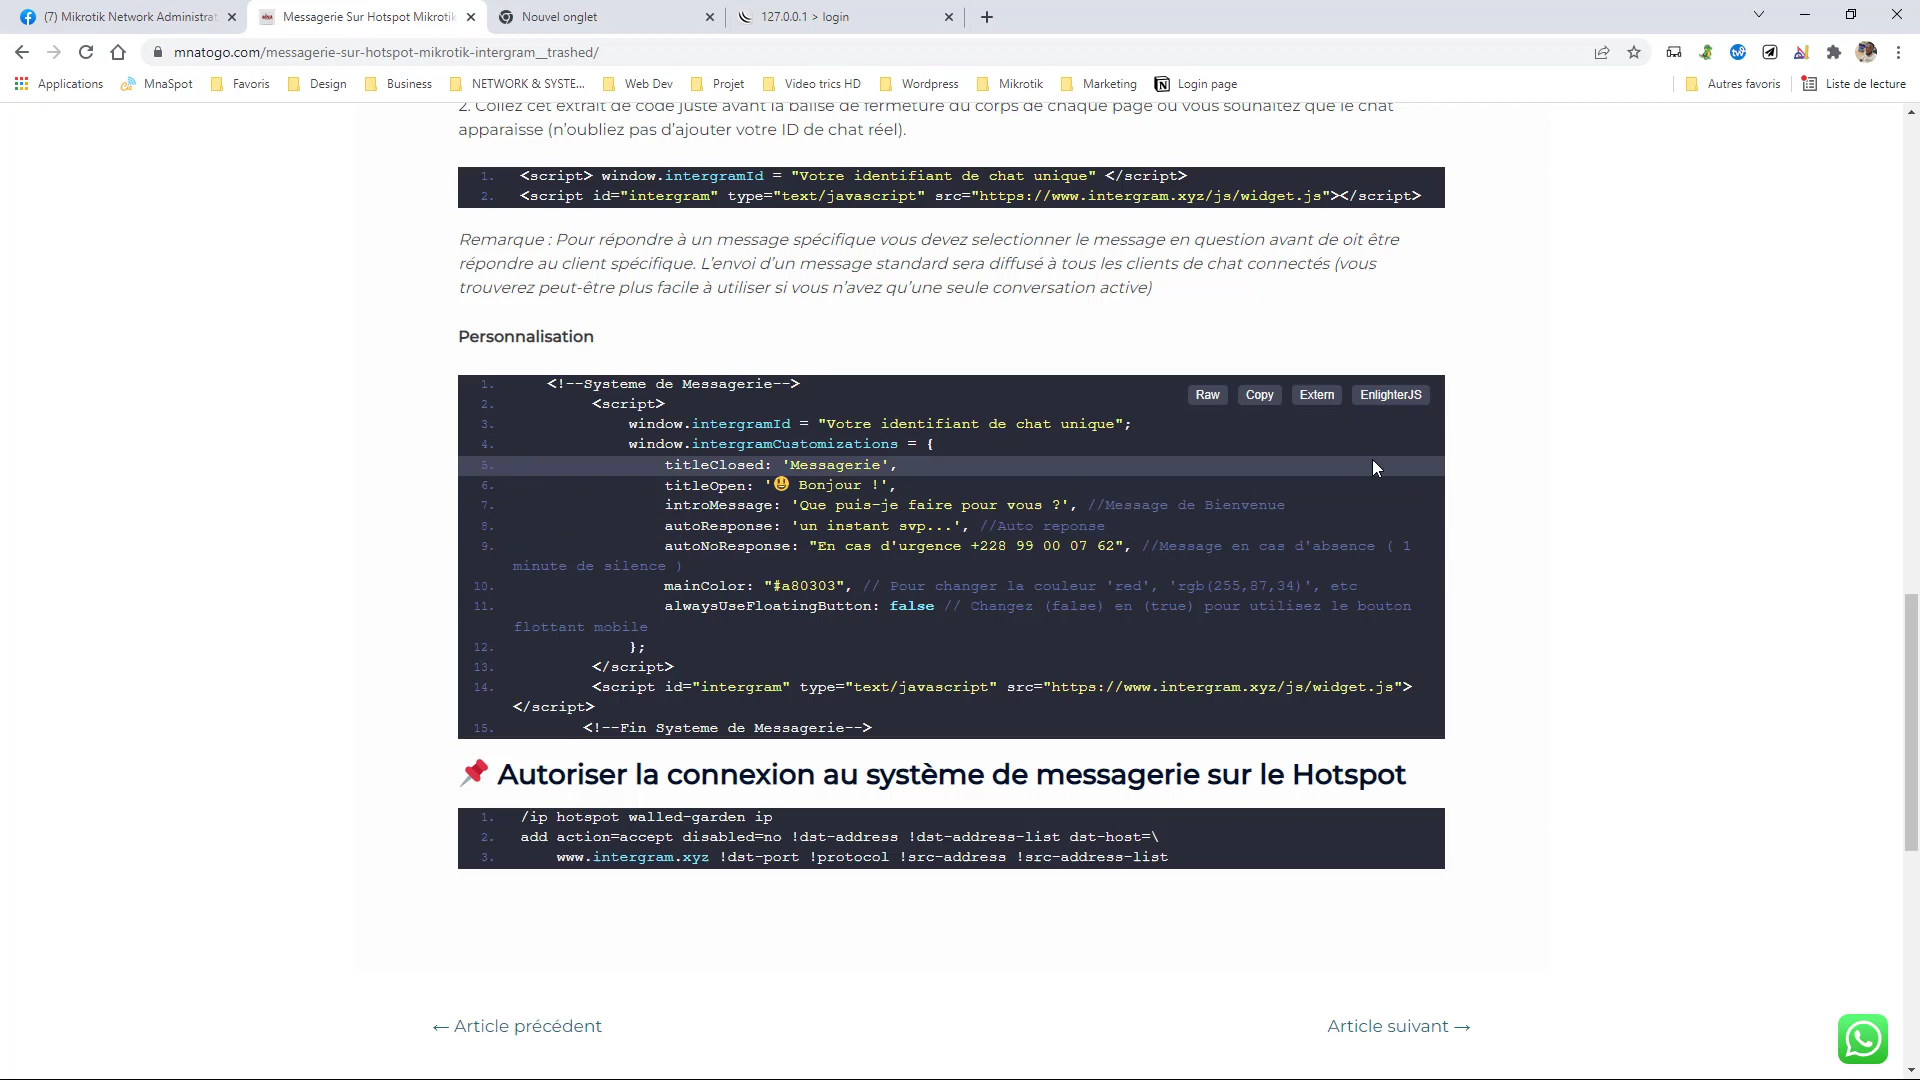 (7) Mikrotik Network Administrat
Messagerie Sur Hotspot Mikrotik
Nouvel onglet
127.0.0.1 > login
mnatogo.com/messagerie-sur-hotspot-mikrotik-intergram__trashed/
Applications
MnaSpot
Favoris
Design
Business
NETWORK & SYSTE...
Web Dev
Projet
Video trics HD
Wordpress
Mikrotik
Marketing
Login page
Autres favoris
Liste de lecture
2. Collez cet extrait de code juste avant la balise de fermeture du corps de chaque page où vous souhaitez que le chat
apparaisse (n'oubliez pas d'ajouter votre ID de chat réel).
1. <script> window.intergramId = "Votre identifiant de chat unique" </script>
2. <script id="intergram" type="text/javascript" src="https://www.intergram.xyz/js/widget.js"></script>
Remarque : Pour répondre à un message spécifique vous devez selectionner le message en question avant de oit être
répondre au client spécifique. L'envoi d'un message standard sera diffusé à tous les clients de chat connectés (vous
trouverez peut-être plus facile à utiliser si vous n'avez qu'une seule conversation active)
Personnalisation
1. <!--Systeme de Messagerie-->
Raw Copy Extern EnlighterJS
2. <script>
3. window.intergramId = "Votre identifiant de chat unique";
4. window.intergramCustomizations = {
5. titleClosed: 'Messagerie',
6. titleOpen: '😃 Bonjour !',
7. introMessage: 'Que puis-je faire pour vous ?', //Message de Bienvenue
8. autoResponse: 'un instant svp...', //Auto reponse
9. autoNoResponse: "En cas d'urgence +228 99 00 07 62", //Message en cas d'absence ( 1
minute de silence )
10. mainColor: "#a80303", // Pour changer la couleur 'red', 'rgb(255,87,34)', etc
11. alwaysUseFloatingButton: false // Changez (false) en (true) pour utilisez le bouton
flottant mobile
12. };
13. </script>
14. <script id="intergram" type="text/javascript" src="https://www.intergram.xyz/js/widget.js">
</script>
15. <!--Fin Systeme de Messagerie-->
📌 Autoriser la connexion au système de messagerie sur le Hotspot
1. /ip hotspot walled-garden ip
2. add action=accept disabled=no !dst-address !dst-address-list dst-host=\
3. www.intergram.xyz !dst-port !protocol !src-address !src-address-list
← Article précédent
Article suivant →